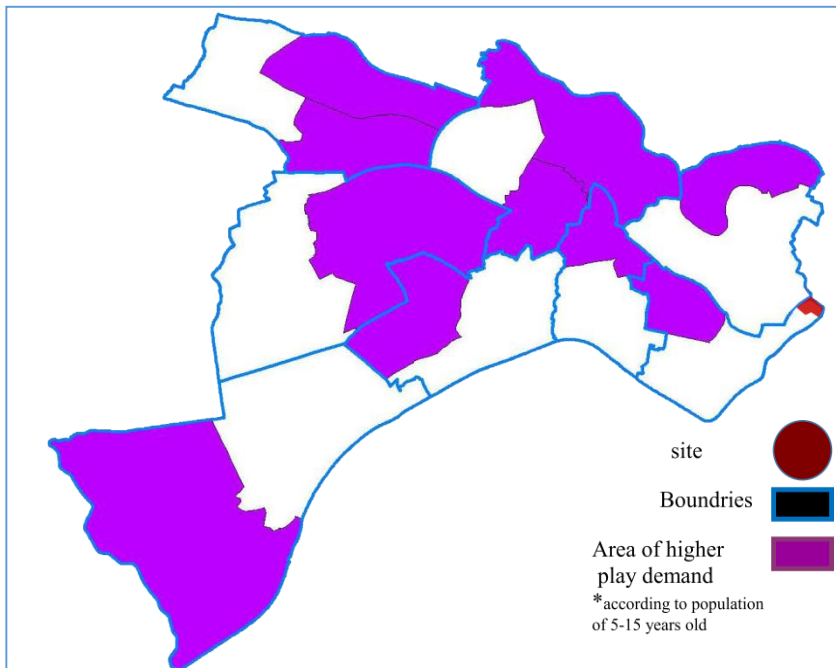 site
Boundries
Area of higher
play demand
*according to population
of 5-15 years old